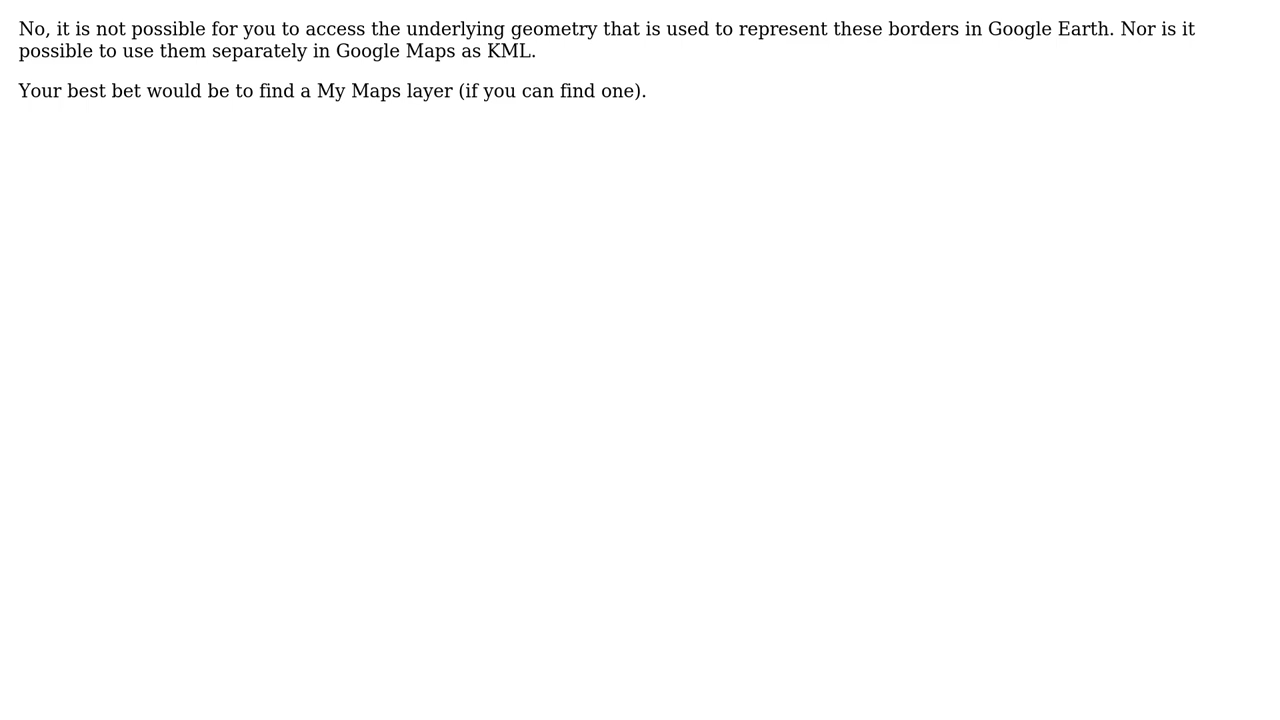 No, it is not possible for you to access the underlying geometry that is used to represent these borders in Google Earth. Nor is it
possible to use them separately in Google Maps as KML.
Your best bet would be to find a My Maps layer (if you can find one).